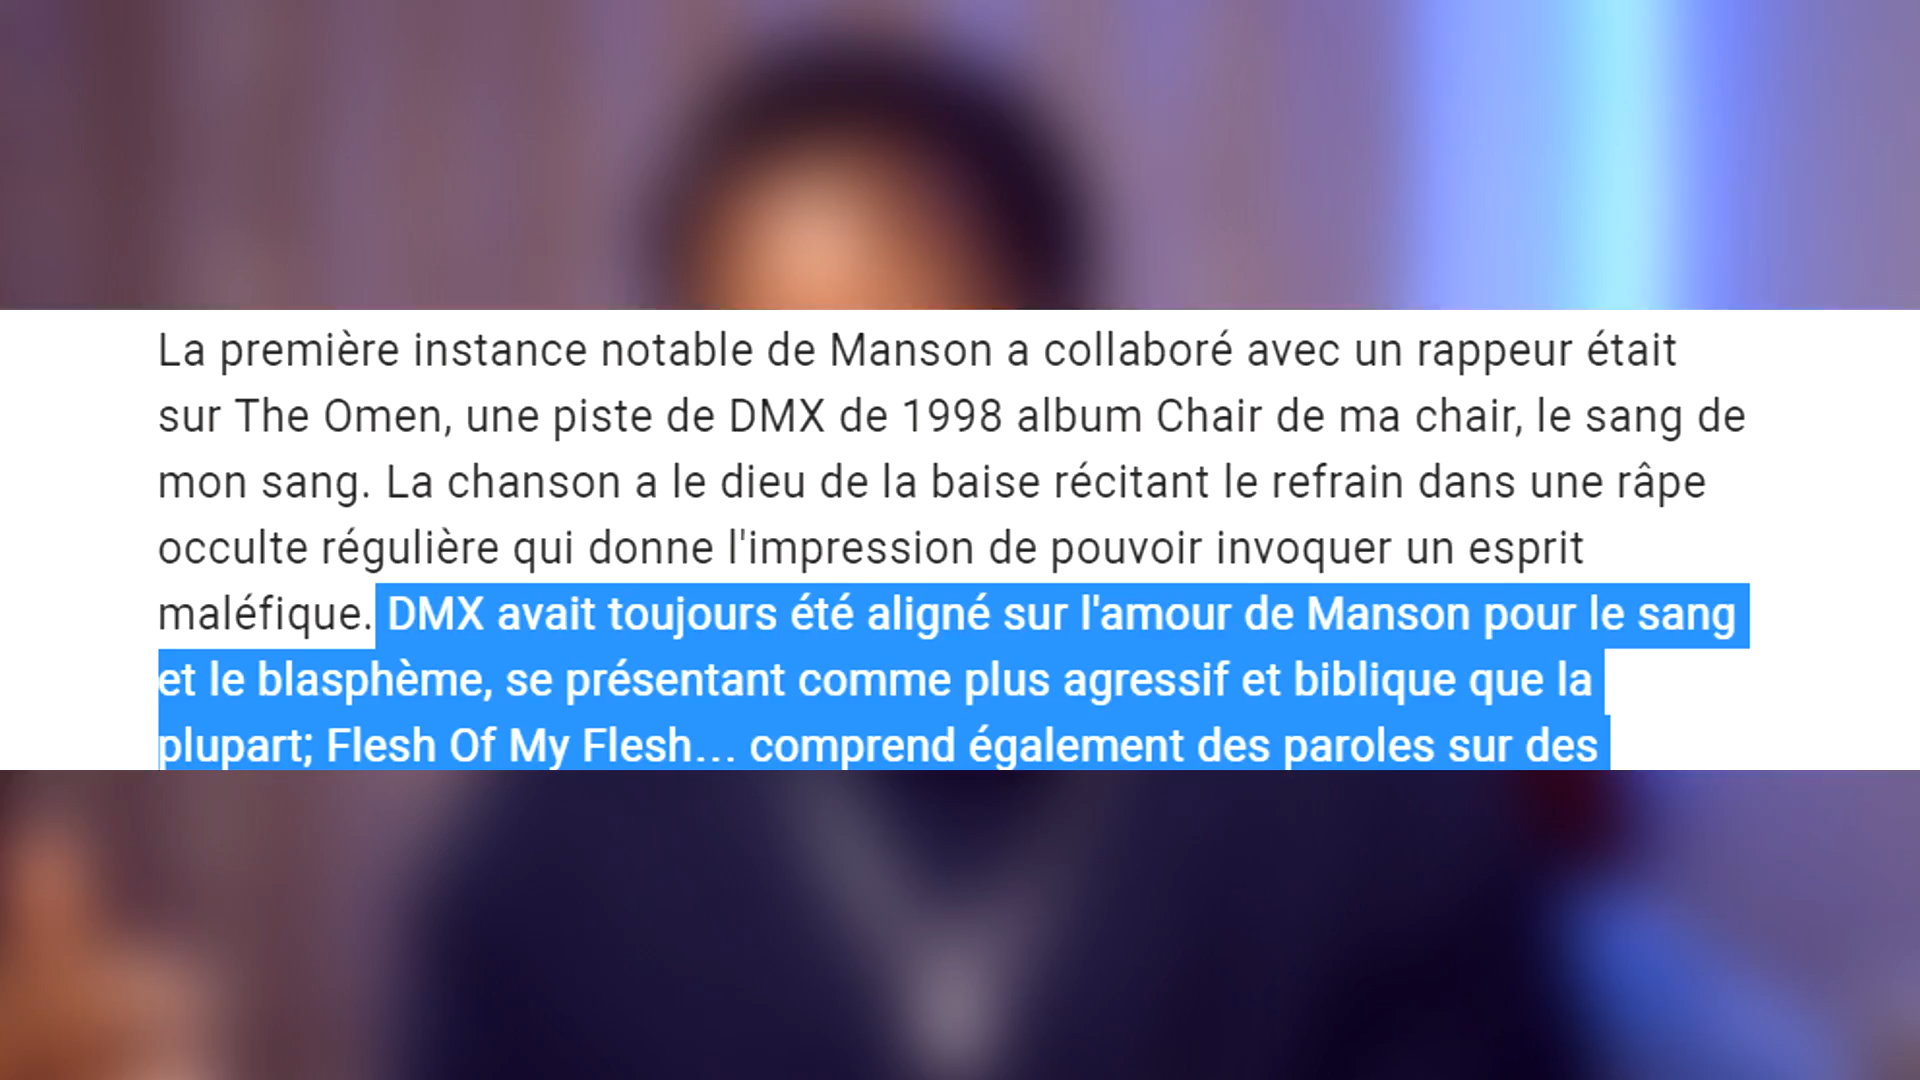 La première instance notable de Manson a collaboré avec un rappeur était
sur The Omen, une piste de DMX de 1998 album Chair de ma chair, le sang de
mon sang. La chanson a le dieu de la baise récitant le refrain dans une râpe
occulte régulière qui donne l'impression de pouvoir invoquer un esprit
maléfique. DMX avait toujours été aligné sur l'amour de Manson pour le sang
et le blasphème, se présentant comme plus agressif et biblique que la
plupart; Flesh Of My Flesh... comprend également des paroles sur des